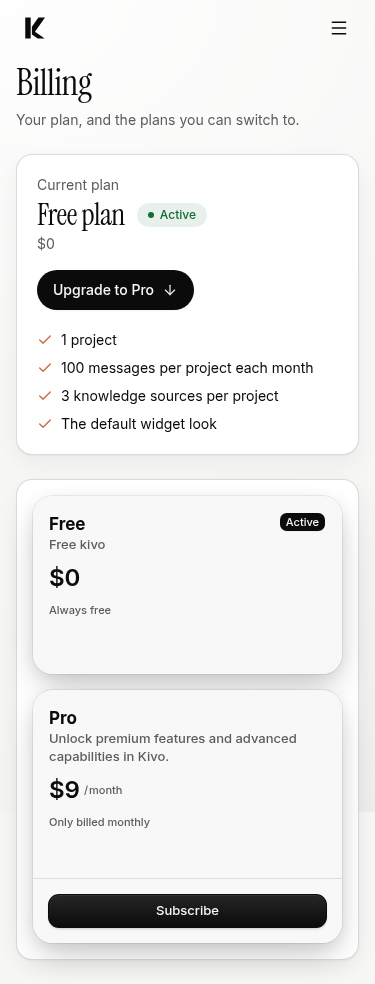 K
Billing
Your plan, and the plans you can switch to.
Current plan
Free plan
Active
$0
Upgrade to Pro
1 project
100 messages per project each month
3 knowledge sources per project
The default widget look
Free
Active
Free kivo
$0
Always free
Pro
Unlock premium features and advanced
capabilities in Kivo.
$9 /month
Only billed monthly
Subscribe